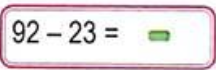 92 – 23 =